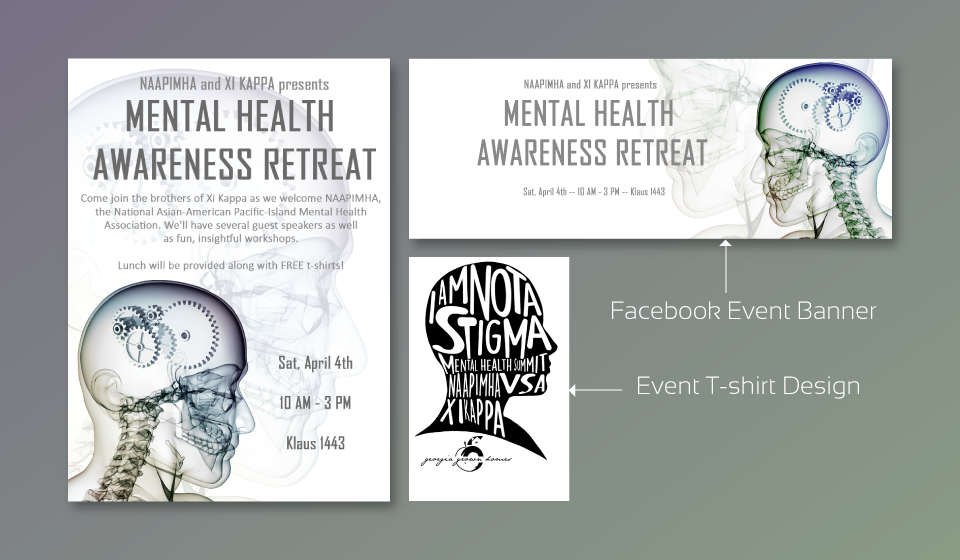 NAAPIMHA and XI KAPPA presents
MENTAL HEALTH
AWARENESS RETREAT
Come join the brothers of Xi Kappa as we welcome NAAPIMHA,
the National Asian-American Pacific-Island Mental Health
Association. We'll have several guest speakers as well
as fun, insightful workshops.
Lunch will be provided along with FREE t-shirts!
Sat, April 4th
10 AM - 3 PM
Klaus 1443
NAAPIMHA and XI KAPPA presents
MENTAL HEALTH
AWARENESS RETREAT
Sat, April 4th -- 10 AM - 3 PM -- Klaus 1443
Facebook Event Banner
I AM NOT A
STIGMA
MENTAL HEALTH SUMMIT
NAAPIMHA VSA
XI KAPPA
georgia grown homes
Event T-shirt Design